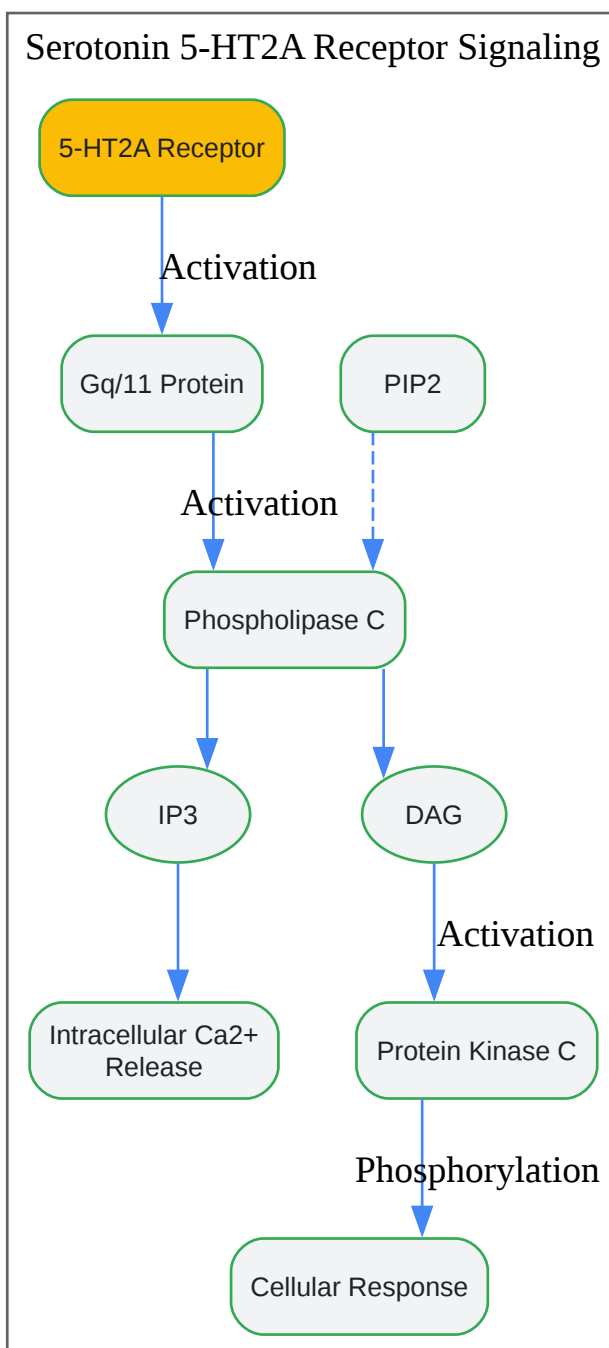 Serotonin 5-HT2A Receptor Signaling
5-HT2A Receptor
Activation
Gq/11 Protein
PIP2
Activation
Phospholipase C
IP3
DAG
Activation
Intracellular Ca2+
Release
Protein Kinase C
Phosphorylation
Cellular Response